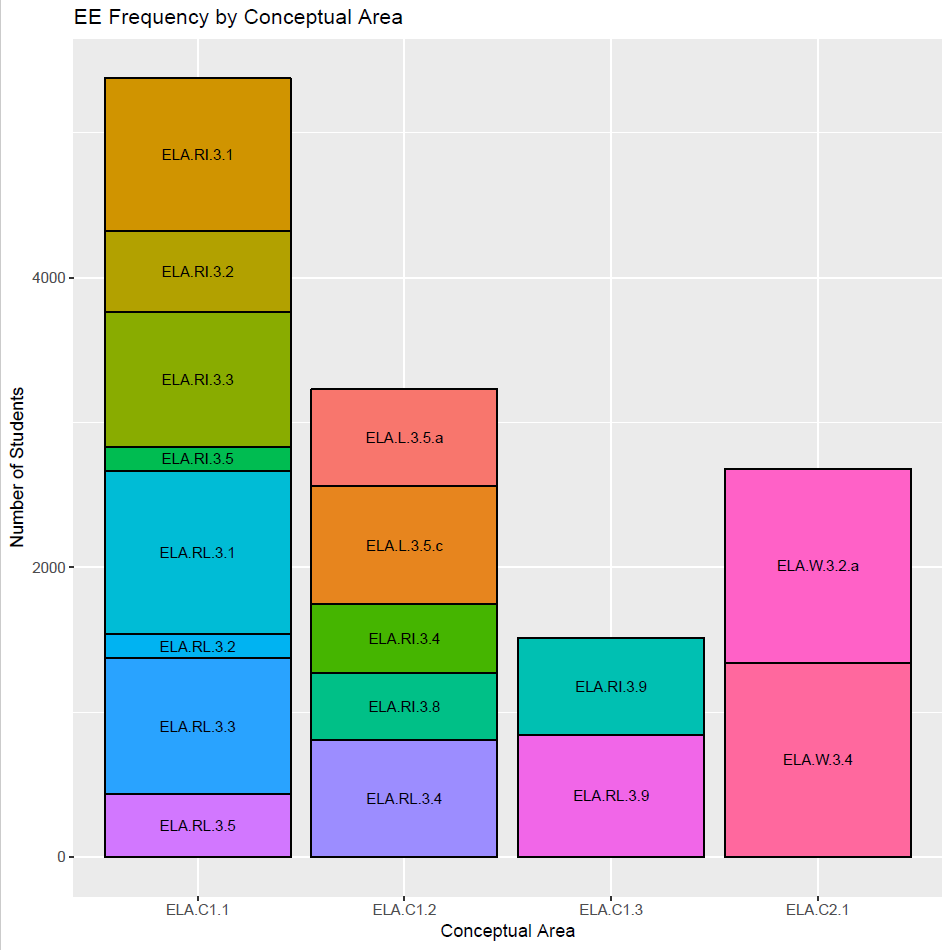 EE Frequency by Conceptual Area
Number of Students
4000
2000
0
ELA.RI.3.1
ELA.RI.3.2
ELA.RI.3.3
ELA.RI.3.5
ELA.RL.3.1
ELA.RL.3.2
ELA.RL.3.3
ELA.RL.3.5
ELA.L.3.5.a
ELA.L.3.5.c
ELA.RI.3.4
ELA.RI.3.8
ELA.RL.3.4
ELA.RI.3.9
ELA.RL.3.9
ELA.W.3.2.a
ELA.W.3.4
ELA.C1.1
ELA.C1.2
ELA.C1.3
ELA.C2.1
Conceptual Area